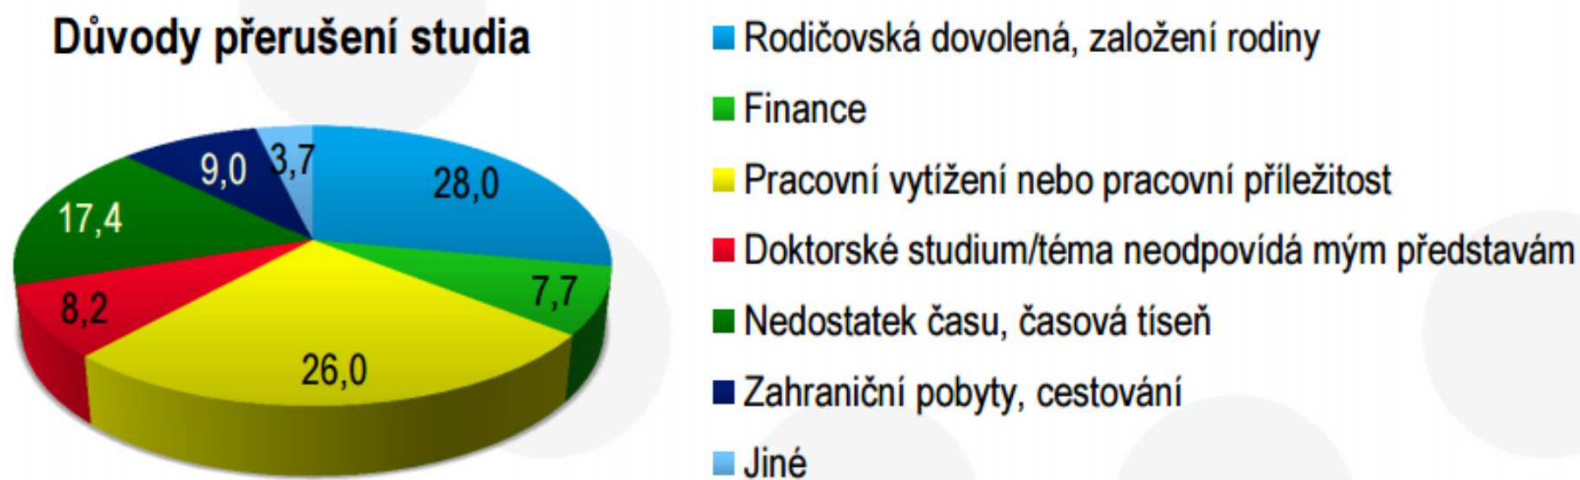 Důvody přerušení studia
Rodičovská dovolená, založení rodiny
Finance
Pracovní vytížení nebo pracovní příležitost
Doktorské studium/téma neodpovídá mým představám
Nedostatek času, časová tíseň
Zahraniční pobyty, cestování
Jiné
28,0
7,7
26,0
8,2
17,4
9,0
3,7